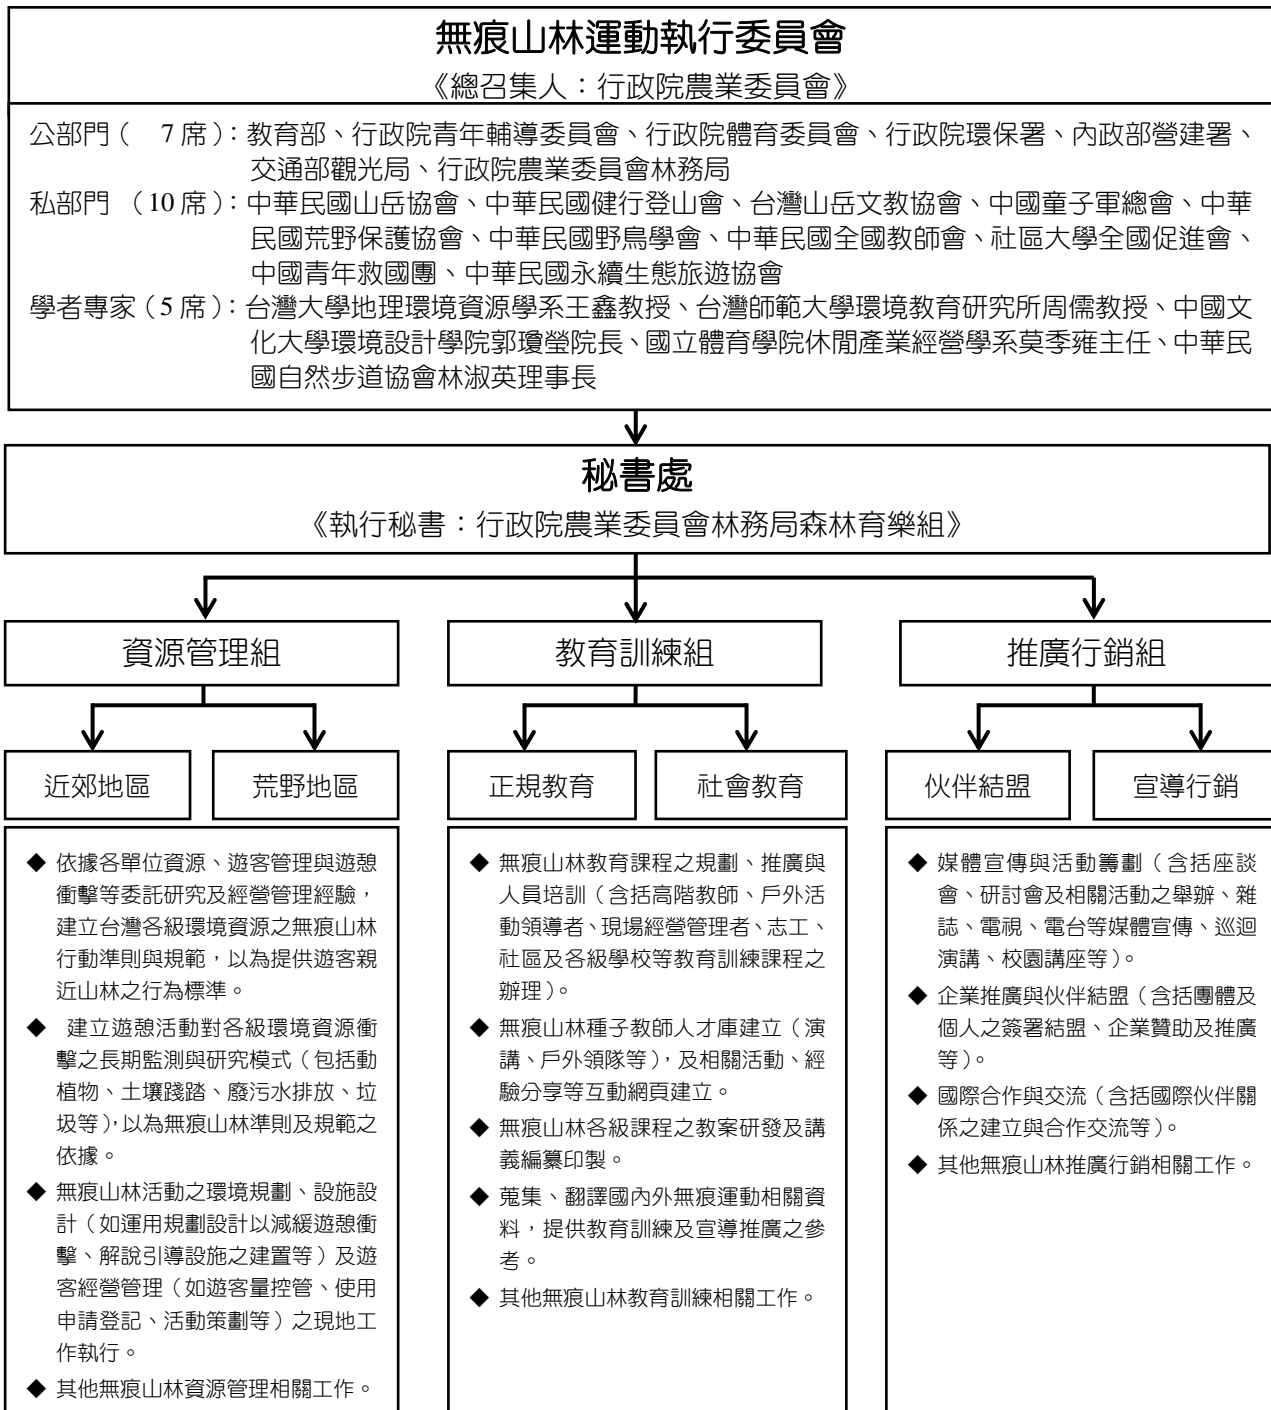 無痕山林運動執行委員會
《總召集人：行政院農業委員會》
公部門（ 7 席）：教育部、行政院青年輔導委員會、行政院體育委員會、行政院環保署、內政部營建署、
交通部觀光局、行政院農業委員會林務局
私部門 （10 席）：中華民國山岳協會、中華民國健行登山會、台灣山岳文教協會、中國童子軍總會、中華
民國荒野保護協會、中華民國野鳥學會、中華民國全國教師會、社區大學全國促進會、
中國青年救國團、中華民國永續生態旅遊協會
學者專家（5 席）：台灣大學地理環境資源學系王鑫教授、台灣師範大學環境教育研究所周儒教授、中國文
化大學環境設計學院郭瓊瑩院長、國立體育學院休閒產業經營學系莫季雍主任、中華民
國自然步道協會林淑英理事長
秘書處
《執行秘書：行政院農業委員會林務局森林育樂組》
資源管理組
教育訓練組
推廣行銷組
近郊地區
荒野地區
正規教育
社會教育
伙伴結盟
宣導行銷
◆ 依據各單位資源、遊客管理與遊憩
衝擊等委託研究及經營管理經驗，
建立台灣各級環境資源之無痕山林
行動準則與規範，以為提供遊客親
近山林之行為標準。
◆ 建立遊憩活動對各級環境資源衝
擊之長期監測與研究模式（包括動
植物、土壤踐踏、廢污水排放、垃
圾等），以為無痕山林準則及規範之
依據。
◆ 無痕山林活動之環境規劃、設施設
計（如運用規劃設計以減緩遊憩衝
擊、解說引導設施之建置等）及遊
客經營管理（如遊客量控管、使用
申請登記、活動策劃等）之現地工
作執行。
◆ 其他無痕山林資源管理相關工作。
◆ 無痕山林教育課程之規劃、推廣與
人員培訓（含括高階教師、戶外活
動領導者、現場經營管理者、志工、
社區及各級學校等教育訓練課程之
辦理）。
◆ 無痕山林種子教師人才庫建立（演
講、戶外領隊等），及相關活動、經
驗分享等互動網頁建立。
◆ 無痕山林各級課程之教案研發及講
義編纂印製。
◆ 蒐集、翻譯國內外無痕運動相關資
料，提供教育訓練及宣導推廣之參
考。
◆ 其他無痕山林教育訓練相關工作。
◆ 媒體宣傳與活動籌劃（含括座談
會、研討會及相關活動之舉辦、雜
誌、電視、電台等媒體宣傳、巡迴
演講、校園講座等）。
◆ 企業推廣與伙伴結盟（含括團體及
個人之簽署結盟、企業贊助及推廣
等）。
◆ 國際合作與交流（含括國際伙伴關
係之建立與合作交流等）。
◆ 其他無痕山林推廣行銷相關工作。